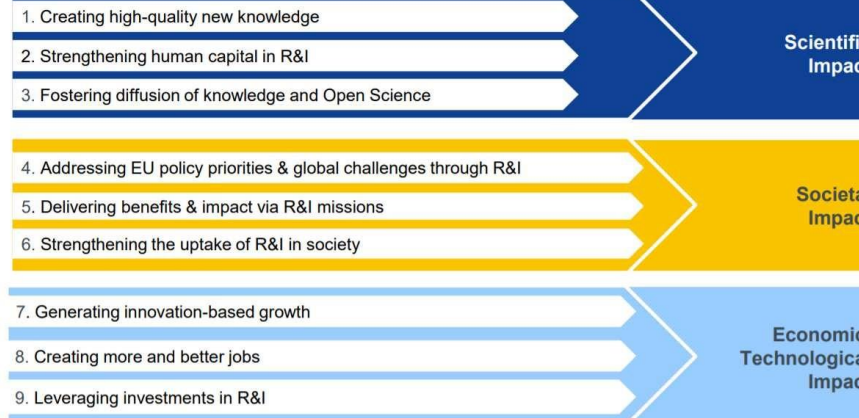 1. Creating high-quality new knowledge
2. Strengthening human capital in R&I
3. Fostering diffusion of knowledge and Open Science
Scientifi
Impac
4. Addressing EU policy priorities & global challenges through R&I
5. Delivering benefits & impact via R&I missions
6. Strengthening the uptake of R&I in society
Societa
Impac
7. Generating innovation-based growth
8. Creating more and better jobs
9. Leveraging investments in R&I
Economic
Technologica
Impac